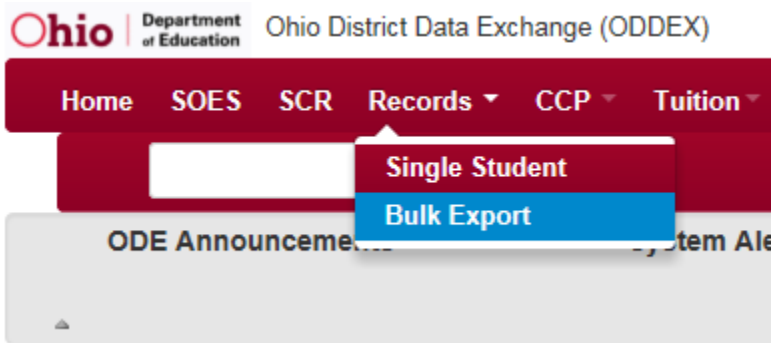 Ohio | Department of Education Ohio District Data Exchange (ODDEX)
Home SOES SCR Records CCP Tuition
Single Student
Bulk Export
ODE